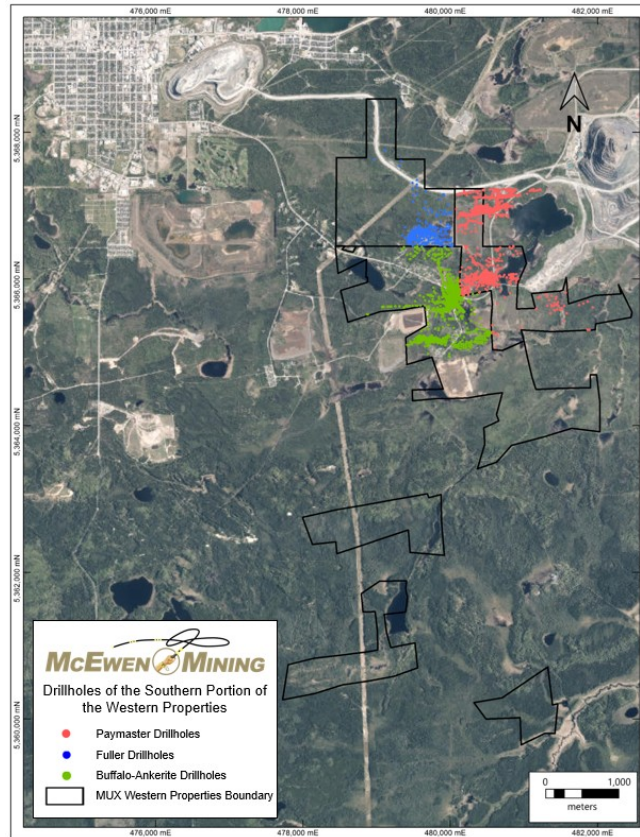 476,000 mE
478,000 mE
480,000 mE
482,000 mE
5,368,000 mN
5,366,000 mN
5,364,000 mN
5,362,000 mN
5,360,000 mN
N
McEWEN MINING
Drillholes of the Southern Portion of
the Western Properties
Paymaster Drillholes
Fuller Drillholes
Buffalo-Ankerite Drillholes
MUX Western Properties Boundary
0 1,000
meters
476,000 mE
478,000 mE
480,000 mE
482,000 mE